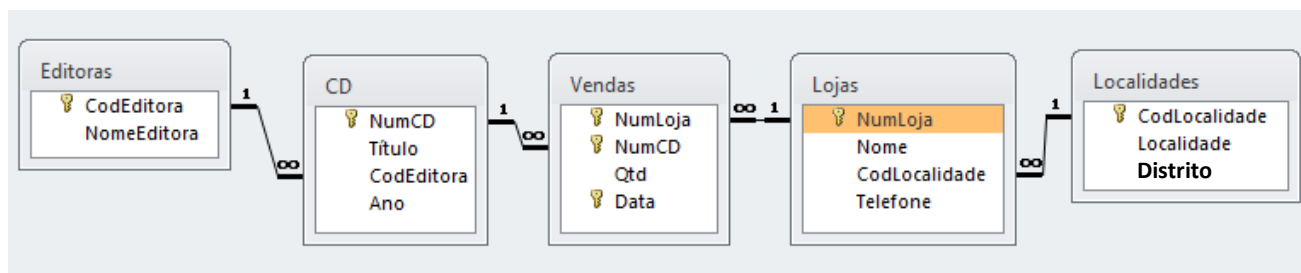 Editoras
CodEditora
NomeEditora
1
∞
CD
NumCD
Título
CodEditora
Ano
1
∞
Vendas
NumLoja
NumCD
Qtd
Data
∞ 1
Lojas
NumLoja
Nome
CodLocalidade
Telefone
1
∞
Localidades
CodLocalidade
Localidade
Distrito